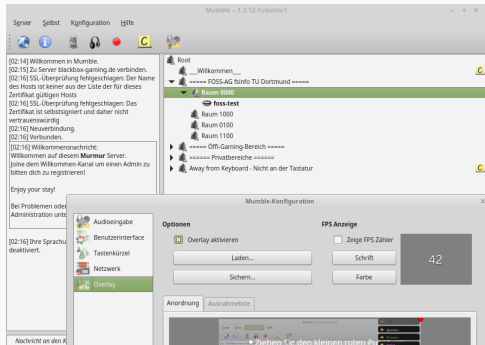 Mumble – 1.2.12-1ubuntu1
Server Selbst Konfiguration Hilfe
[02:14] Willkommen in Mumble.
[02:15] Zu Server blackbox-gaming.de verbinden.
[02:16] SSL-Überprüfung fehlgeschlagen: Der Name
des Hosts ist keiner aus der Liste der für dieses
Zertifikat gültigen Hosts
[02:16] SSL-Überprüfung fehlgeschlagen: Das
Zertifikat ist selbstsigniert und daher nicht
vertrauenswürdig
[02:16] Neuverbindung.
[02:16] Verbunden.
[02:16] Willkommensnachricht:
Willkommen auf diesem Murmur Server.
Joine dem Willkommen-Kanal um einen Admin zu
bitten dich zu registrieren!
Enjoy your stay!
Bei Problemen oder
Administration unte
[02:16] Ihre Sprachu
deaktiviert.
Nachricht an den K
Root
__Willkommen__
===== FOSS-AG fsinfo TU Dortmund =====
Raum 0000
foss-test
Raum 1000
Raum 0100
Raum 1100
===== Öffi-Gaming-Bereich =====
====== Privatbereiche ======
Away from Keyboard - Nicht an der Tastatur
Mumble-Konfiguration
Audioeingabe
Benutzerinterface
Tastenkürzel
Netzwerk
Overlay
Optionen
Overlay aktivieren
Laden...
Sichern...
FPS Anzeige
Zeige FPS Zähler
Schrift
Farbe
42
Anordnung Ausnahmeliste
Ziehen Sie den kleinen roten Pu